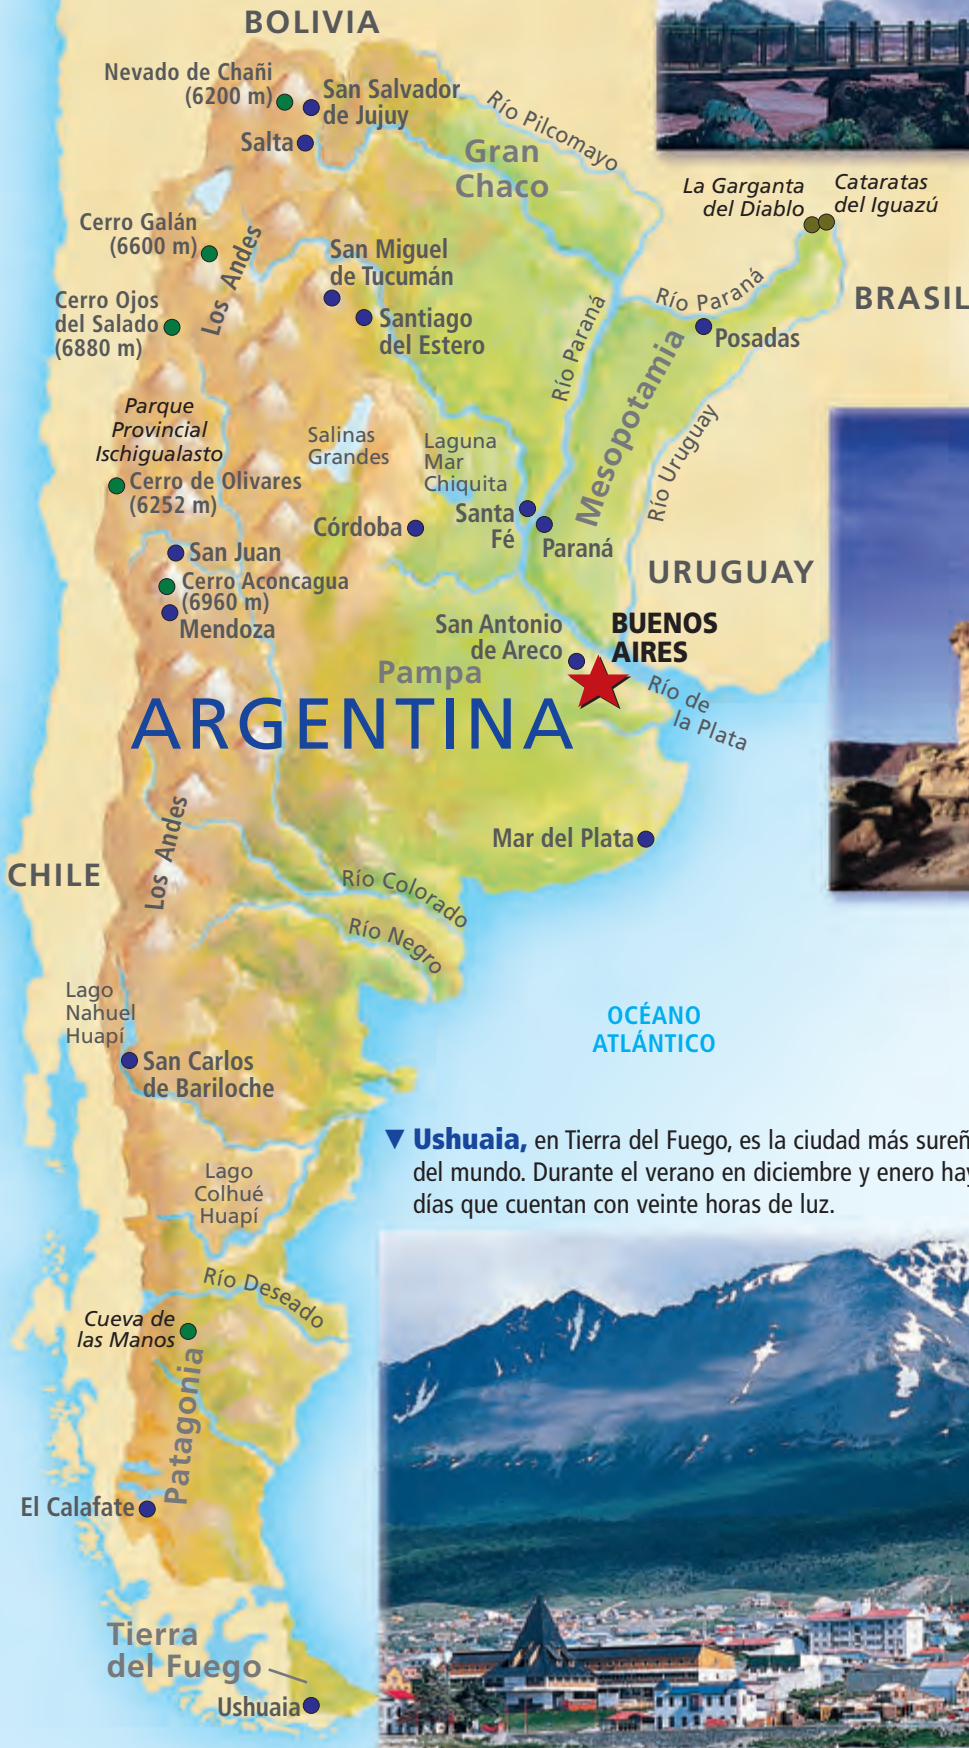 BOLIVIA
Nevado de Chañi
(6200 m)
San Salvador
de Jujuy
Salta
Río Pilcomayo
Gran
Chaco
La Garganta
del Diablo
Cataratas
del Iguazú
Cerro Galán
(6600 m)
Los Andes
San Miguel
de Tucumán
Cerro Ojos
del Salado
(6880 m)
Santiago
del Estero
Río Paraná
Río Paraná
BRASIL
Posadas
Mesopotamia
Parque
Provincial
Ischigualasto
Salinas
Grandes
Laguna
Mar
Chiquita
Río Uruguay
Cerro de Olivares
(6252 m)
Córdoba
Santa
Fé
Paraná
San Juan
Cerro Aconcagua
(6960 m)
Mendoza
URUGUAY
San Antonio
de Areco
BUENOS
AIRES
Pampa
Río de
la Plata
ARGENTINA
Los Andes
Mar del Plata
CHILE
Río Colorado
Río Negro
Lago
Nahuel
Huapí
OCÉANO
ATLÁNTICO
San Carlos
de Bariloche
▼ Ushuaia, en Tierra del Fuego, es la ciudad más sureñ
del mundo. Durante el verano en diciembre y enero hay
días que cuentan con veinte horas de luz.
Lago
Colhué
Huapí
Río Deseado
Cueva de
las Manos
Patagonia
El Calafate
Tierra
del Fuego
Ushuaia